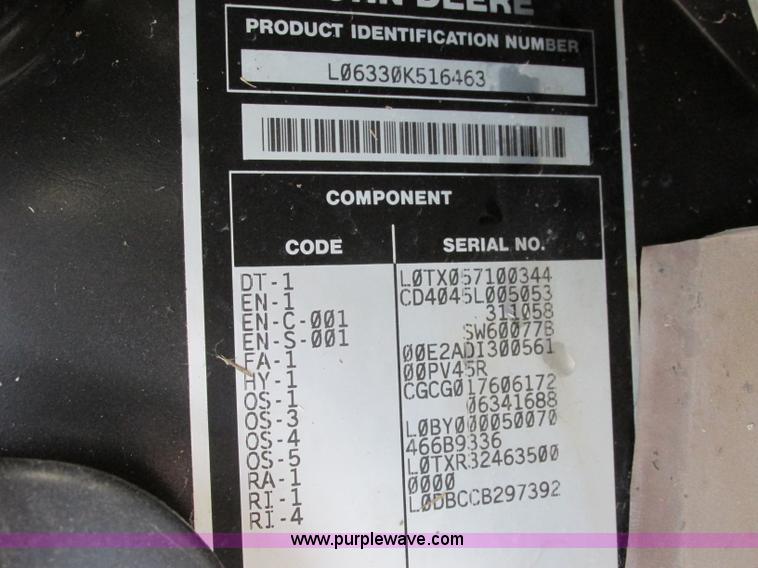 DEERE
PRODUCT IDENTIFICATION NUMBER
L06330K516463
COMPONENT
CODE SERIAL NO.
DT-1 L0TX057100344
EN-1 CD4045L005053
EN-C-001 311058
EN-S-001 SW60077B
FA-1 00E2ADI300561
HY-1 00PV45R
OS-1 CGCG017606172
OS-3 06341688
OS-4 L0BY000050070
OS-5 466B9336
RA-1 L0TXR32463500
RI-1 0000
RI-4 L0DBCCB297392
www.purplewave.com